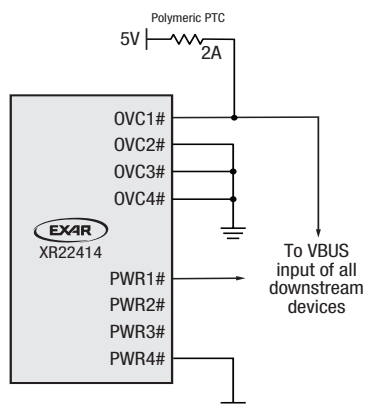 Polymeric PTC
5V
2A
OVC1#
OVC2#
OVC3#
OVC4#
EXAR
XR22414
PWR1#
PWR2#
PWR3#
PWR4#
To VBUS
input of all
downstream
devices